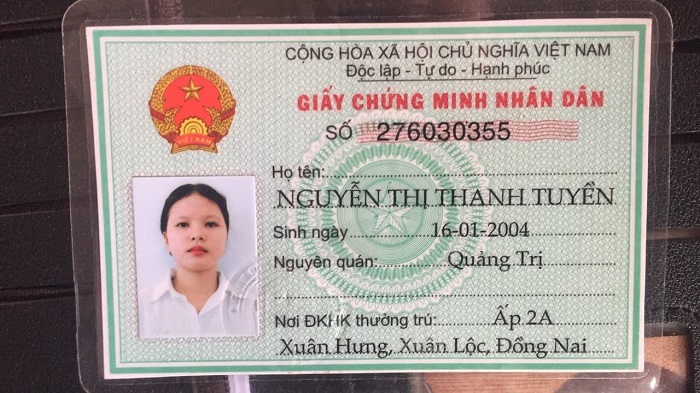 CỘNG HÒA XÃ HỘI CHỦ NGHĨA VIỆT NAM
Độc lập - Tự do - Hạnh phúc
GIẤY CHỨNG MINH NHÂN DÂN
SỐ 276030355
VIỆT NAM
Họ tên:
NGUYỄN THỊ THANH TUYỀN
Sinh ngày 16-01-2004
Nguyên quán: Quảng Trị
Nơi ĐKHK thường trú: Ấp 2A
Xuân Hưng, Xuân Lộc, Đồng Nai